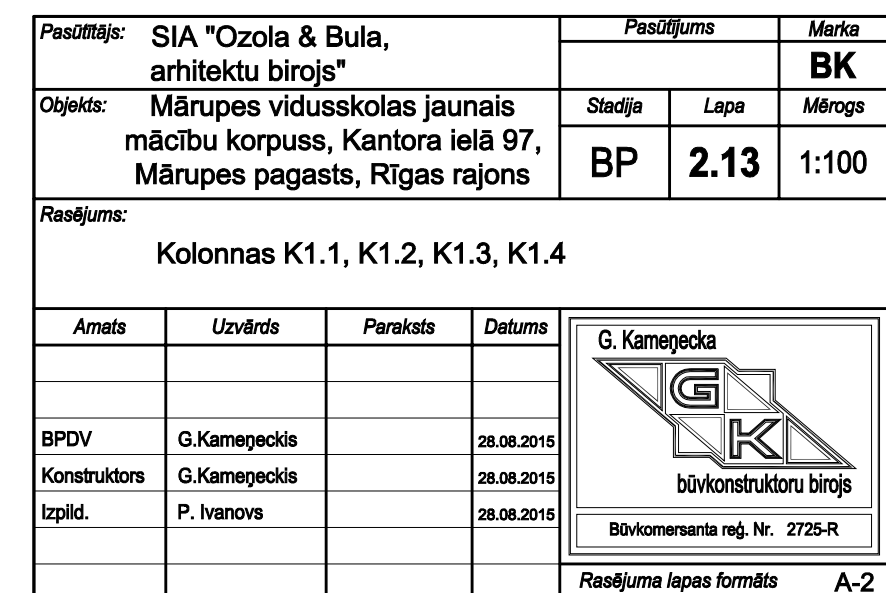 Pasūtītājs: SIA "Ozola & Bula,
arhitektu birojs"
Pasūtījums Marka
BK
Objekts: Mārupes vidusskolas jaunais
mācību korpuss, Kantora ielā 97,
Mārupes pagasts, Rīgas rajons
Stadija Lapa Mērogs
BP 2.13 1:100
Rasējums:
Kolonnas K1.1, K1.2, K1.3, K1.4
Amats Uzvārds Paraksts Datums
BPDV G.Kameņeckis 28.08.2015
Konstruktors G.Kameņeckis 28.08.2015
Izpild. P. Ivanovs 28.08.2015
G. Kameņecka
G
K
būvkonstruktoru birojs
Būvkomersanta reģ. Nr. 2725-R
Rasējuma lapas formāts A-2